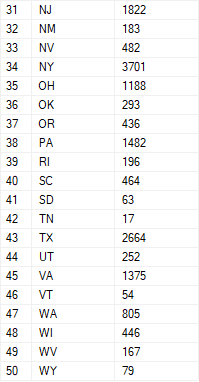 31 NJ 1822
32 NM 183
33 NV 482
34 NY 3701
35 OH 1188
36 OK 293
37 OR 436
38 PA 1482
39 RI 196
40 SC 464
41 SD 63
42 TN 17
43 TX 2664
44 UT 252
45 VA 1375
46 VT 54
47 WA 805
48 WI 446
49 WV 167
50 WY 79